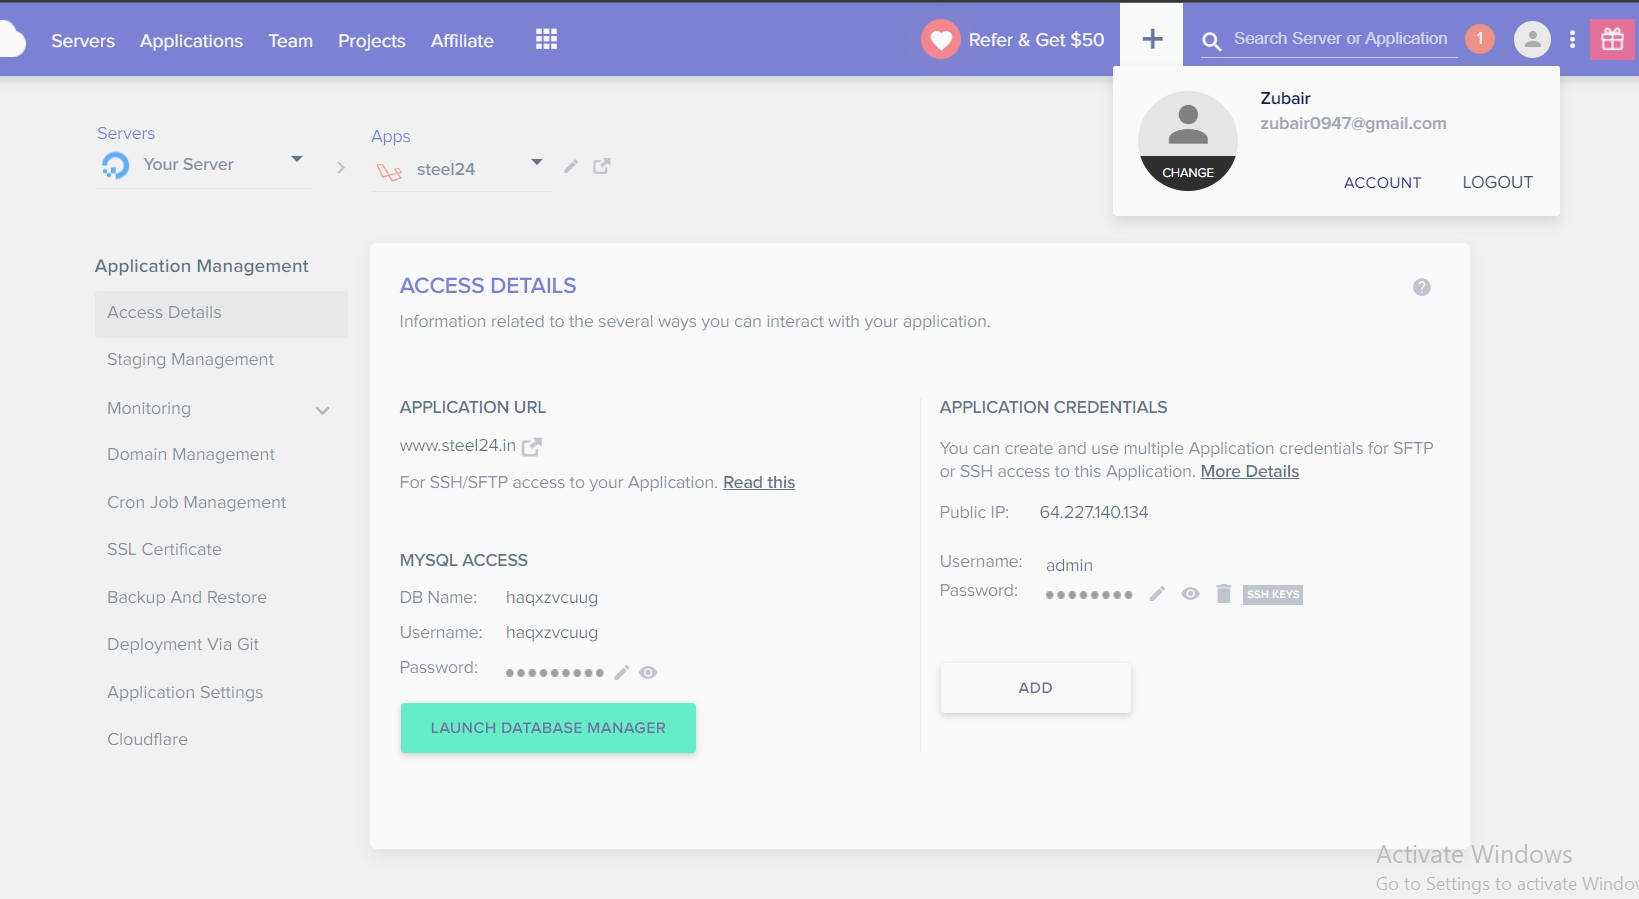 Servers Applications Team Projects Affiliate
Refer & Get $50
Search Server or Application
1
Zubair
zubair0947@gmail.com
CHANGE
ACCOUNT LOGOUT
Servers
Your Server
Apps
steel24
Application Management
Access Details
Staging Management
Monitoring
Domain Management
Cron Job Management
SSL Certificate
Backup And Restore
Deployment Via Git
Application Settings
Cloudflare
ACCESS DETAILS
?
Information related to the several ways you can interact with your application.
APPLICATION URL
www.steel24.in
For SSH/SFTP access to your Application. Read this
MYSQL ACCESS
DB Name: haqxzvcuug
Username: haqxzvcuug
Password:
LAUNCH DATABASE MANAGER
APPLICATION CREDENTIALS
You can create and use multiple Application credentials for SFTP
or SSH access to this Application. More Details
Public IP: 64.227.140.134
Username: admin
Password:
SSH KEYS
ADD
Activate Windows
Go to Settings to activate Window